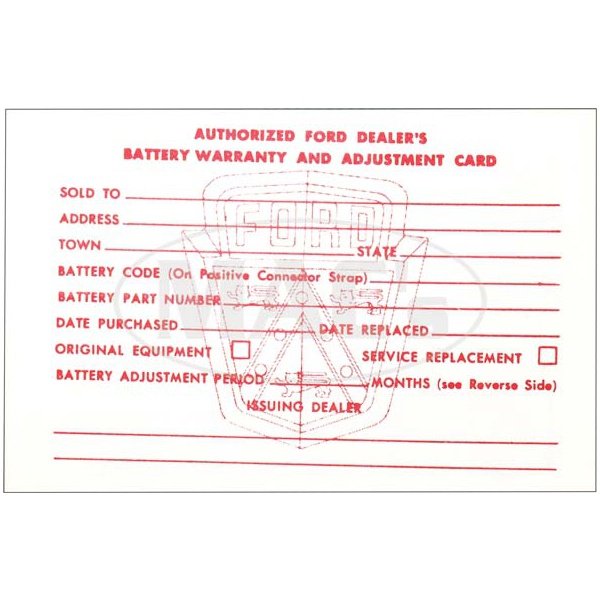 AUTHORIZED FORD DEALER'S
BATTERY WARRANTY AND ADJUSTMENT CARD
SOLD TO
FORD
ADDRESS
TOWN STATE
BATTERY CODE (On Positive Connector Strap)
BATTERY PART NUMBER
MAC's
DATE PURCHASED DATE REPLACED
ORIGINAL EQUIPMENT SERVICE REPLACEMENT
BATTERY ADJUSTMENT PERIOD MONTHS (see Reverse Side)
ISSUING DEALER